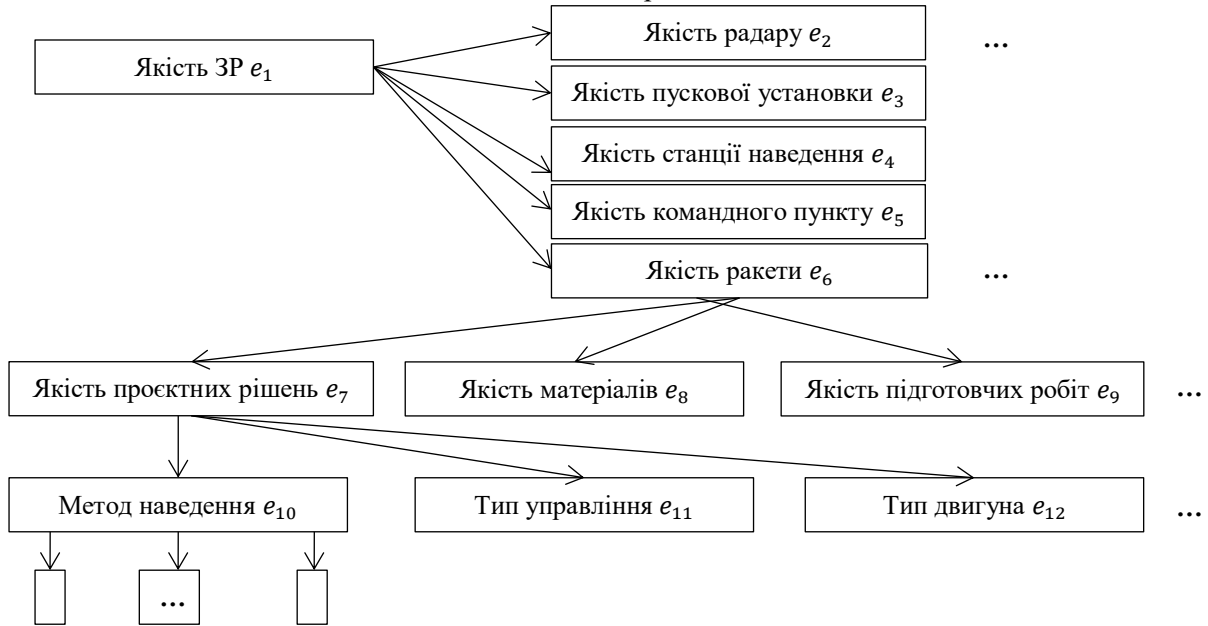 Якість ЗР e₁
Якість радару e₂
...
Якість пускової установки e₃
Якість станції наведення e₄
Якість командного пункту e₅
Якість ракети e₆
...
Якість проєктних рішень e₇
Якість матеріалів e₈
Якість підготовчих робіт e₉
...
Метод наведення e₁₀
Тип управління e₁₁
Тип двигуна e₁₂
...
...